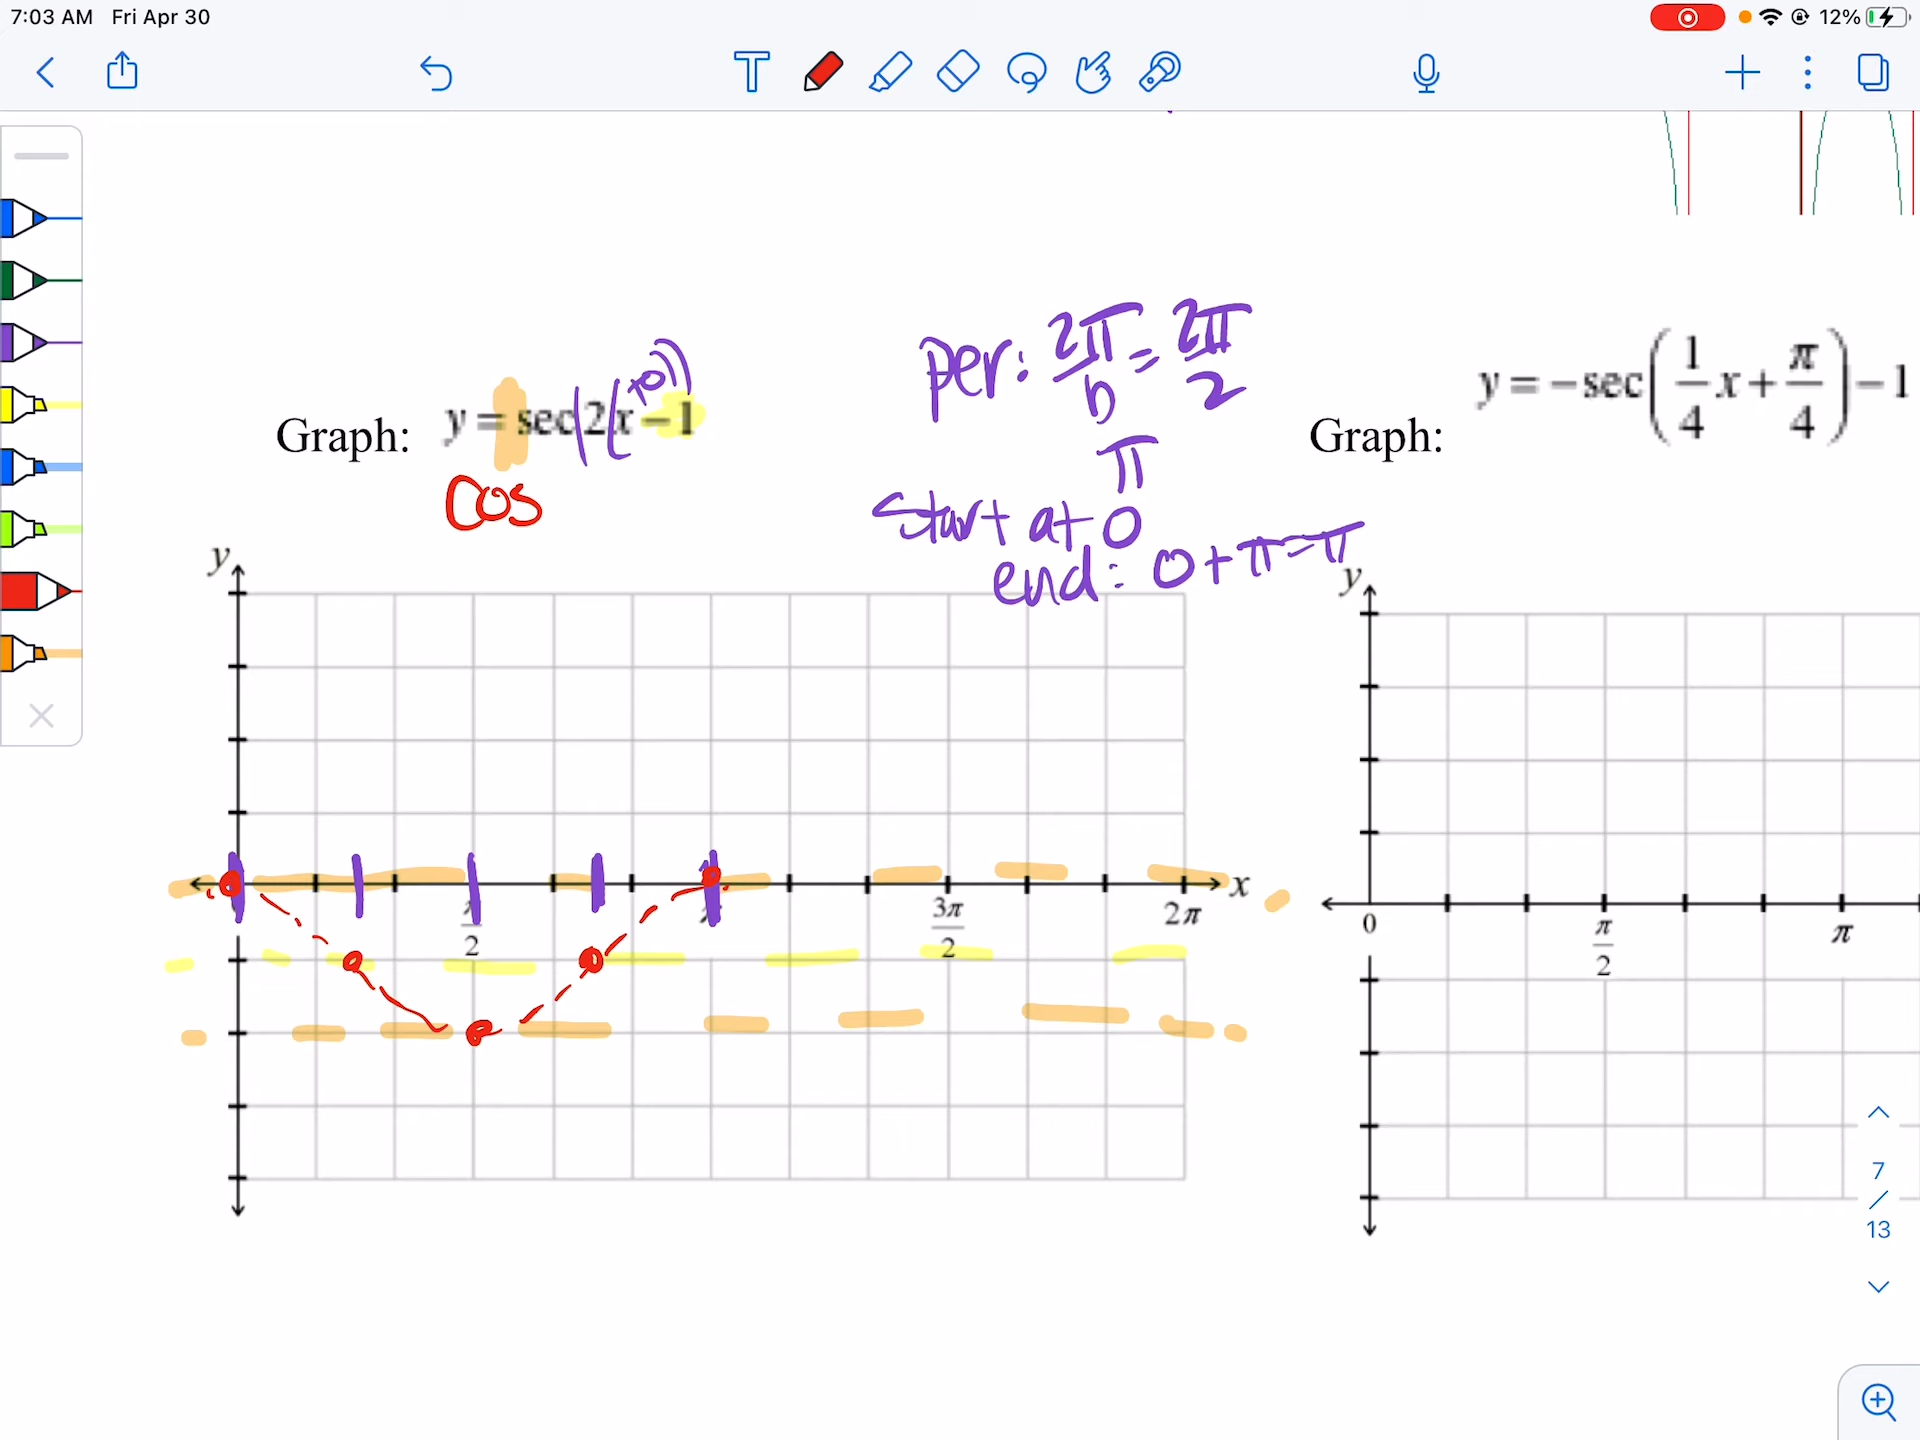 7:03 AM Fri Apr 30
12%
T
per: 2π/b = 2π/2
π
Graph: y = sec(2(x+0)) −1
cos
Start at 0
end: 0+π=π
y
x
π/2
3π/2
2π
Graph: y = −sec(1/4 x + π/4) − 1
y
0
π/2
π
7
/
13